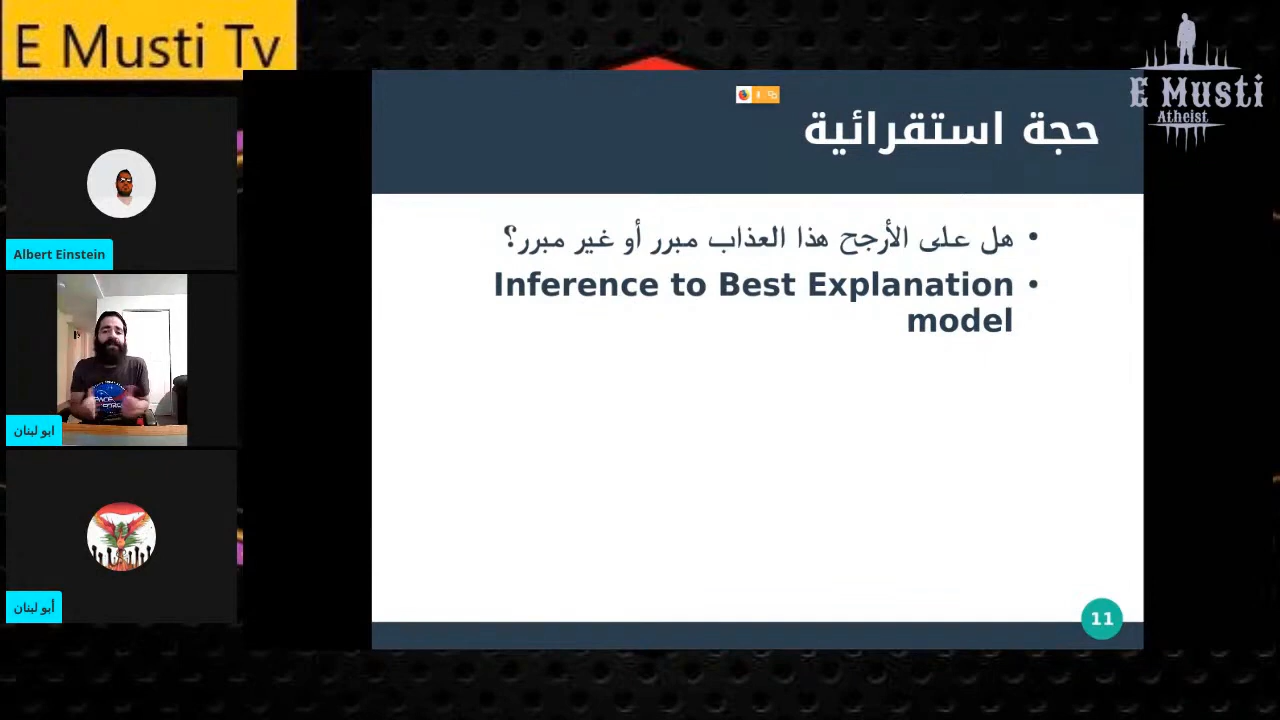 E Musti Tv
E Musti
Atheist
حجة استقرائية
• هل على الأرجح هذا العذاب مبرر أو غير مبرر؟
• Inference to Best Explanation
model
11
Albert Einstein
ابو لبنان
أبو لبنان